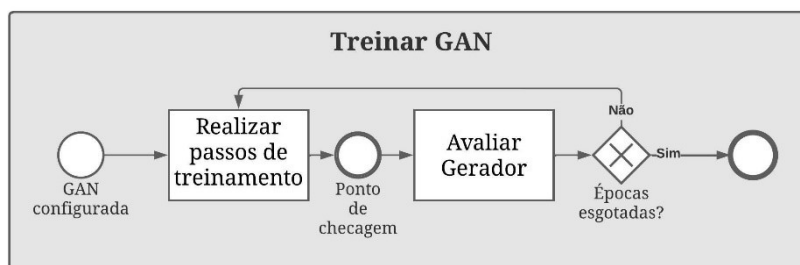 Treinar GAN
Não
Realizar
passos de
treinamento
Avaliar
Gerador
Sim
GAN
configurada
Ponto
de
checagem
Épocas
esgotadas?